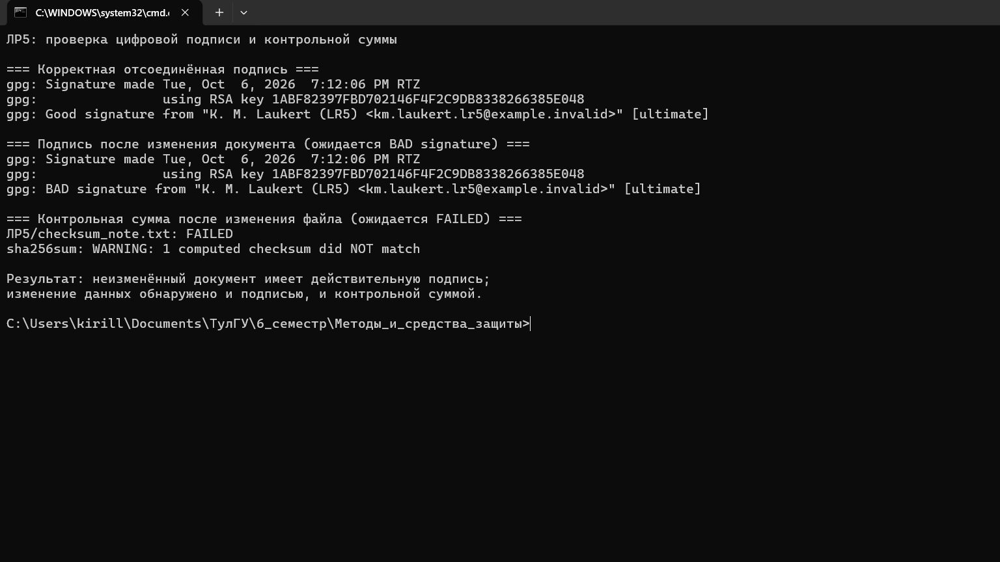 C:\WINDOWS\system32\cmd.
ЛР5: проверка цифровой подписи и контрольной суммы
=== Корректная отсоединённая подпись ===
gpg: Signature made Tue, Oct  6, 2026  7:12:06 PM RTZ
gpg:                using RSA key 1ABF82397FBD702146F4F2C9DB8338266385E048
gpg: Good signature from "K. M. Laukert (LR5) <km.laukert.lr5@example.invalid>" [ultimate]
=== Подпись после изменения документа (ожидается BAD signature) ===
gpg: Signature made Tue, Oct  6, 2026  7:12:06 PM RTZ
gpg:                using RSA key 1ABF82397FBD702146F4F2C9DB8338266385E048
gpg: BAD signature from "K. M. Laukert (LR5) <km.laukert.lr5@example.invalid>" [ultimate]
=== Контрольная сумма после изменения файла (ожидается FAILED) ===
ЛР5/checksum_note.txt: FAILED
sha256sum: WARNING: 1 computed checksum did NOT match
Результат: неизменённый документ имеет действительную подпись;
изменение данных обнаружено и подписью, и контрольной суммой.
C:\Users\kirill\Documents\ТулГУ\6_семестр\Методы_и_средства_защиты>